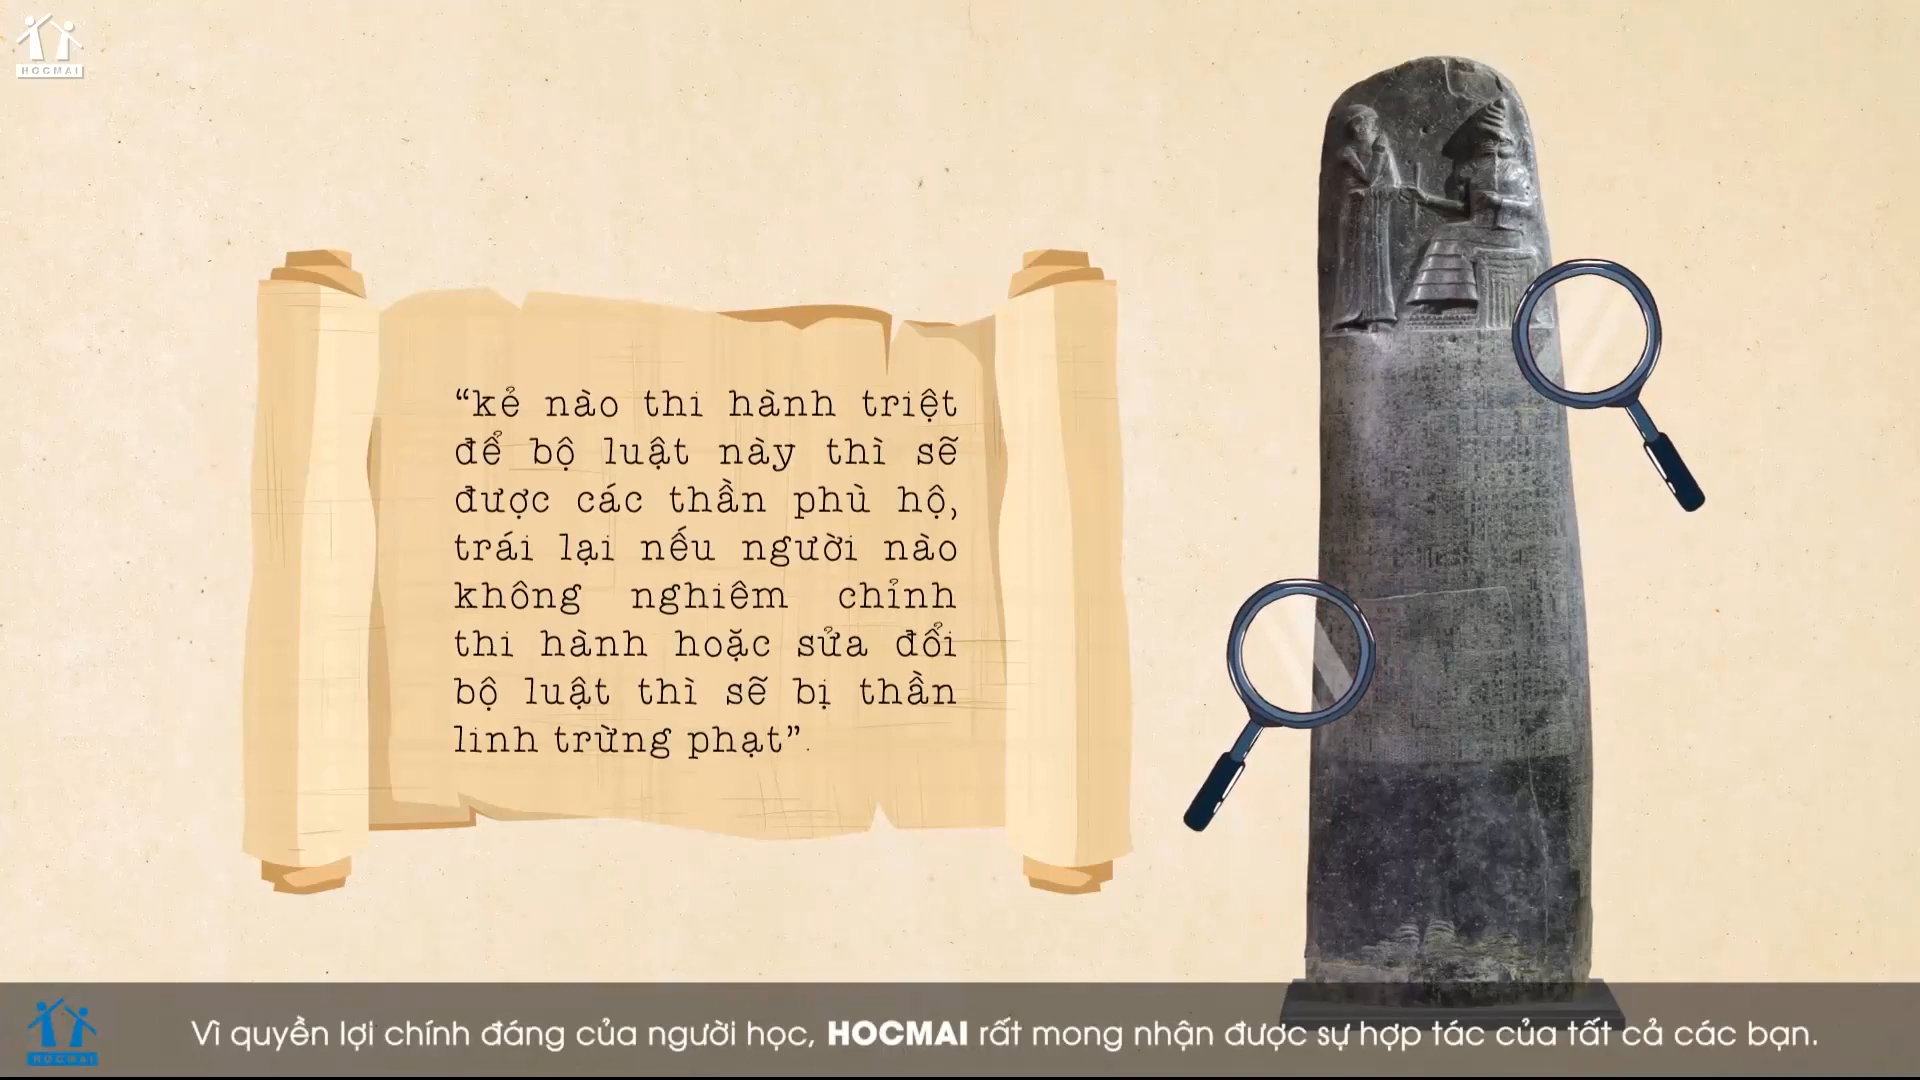 HOCMAI
“kẻ nào thi hành triệt
để bộ luật này thì sẽ
được các thần phù hộ,
trái lại nếu người nào
không nghiêm chỉnh
thi hành hoặc sửa đổi
bộ luật thì sẽ bị thần
linh trừng phạt”.
HOCMAI
Vì quyền lợi chính đáng của người học, HOCMAI rất mong nhận được sự hợp tác của tất cả các bạn.